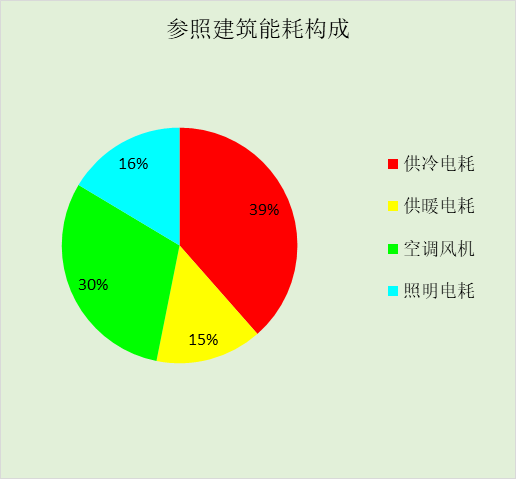 参照建筑能耗构成
16%
39%
30%
15%
供冷电耗
供暖电耗
空调风机
照明电耗